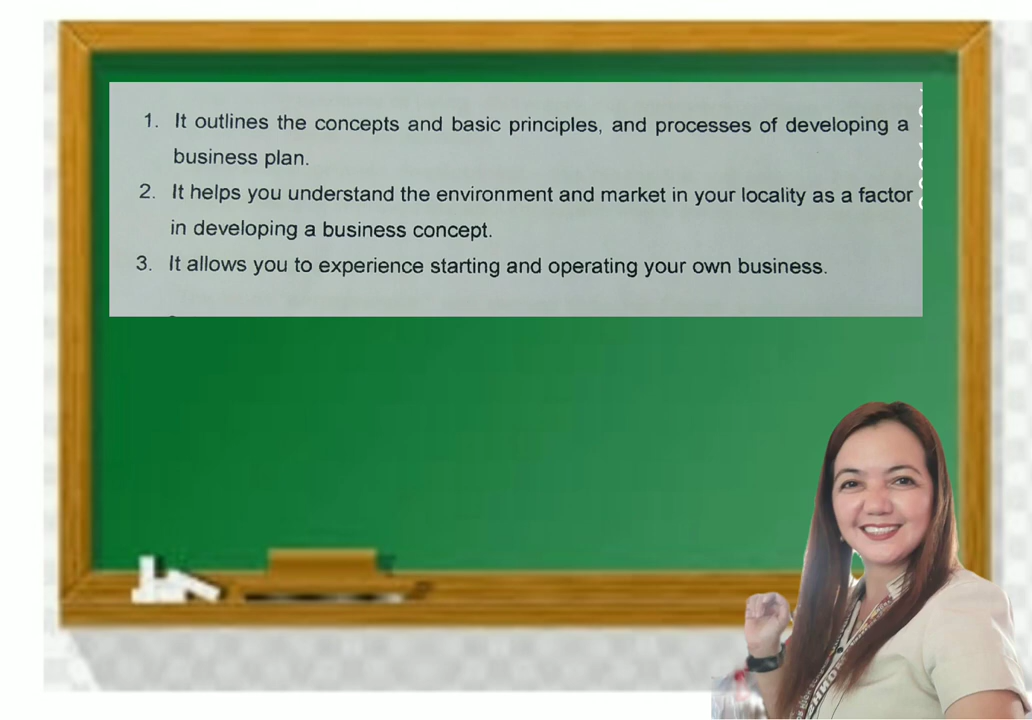 1. It outlines the concepts and basic principles, and processes of developing a
business plan.
2. It helps you understand the environment and market in your locality as a factor
in developing a business concept.
3. It allows you to experience starting and operating your own business.